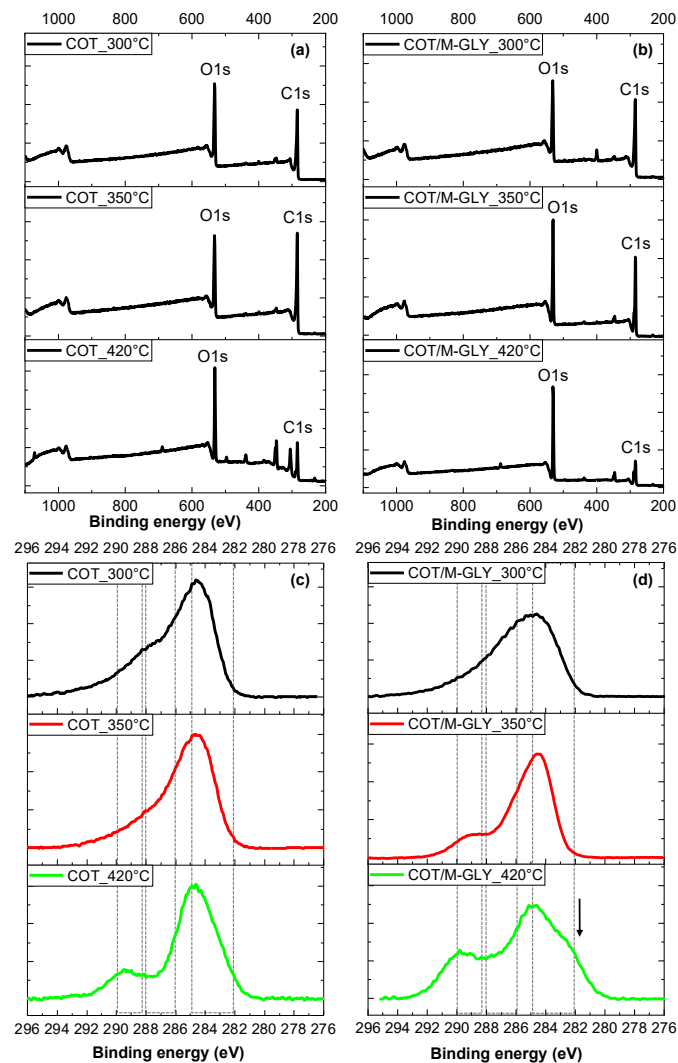 1000 800 600 400 200
COT_300°C
(a)
O1s
C1s
COT_350°C
O1s
C1s
COT_420°C
O1s
C1s
1000 800 600 400 200
Binding energy (eV)
1000 800 600 400 200
COT/M-GLY_300°C
(b)
O1s
C1s
COT/M-GLY_350°C
O1s
C1s
COT/M-GLY_420°C
O1s
C1s
1000 800 600 400 200
Binding energy (eV)
296 294 292 290 288 286 284 282 280 278 276
COT_300°C
(c)
COT_350°C
COT_420°C
296 294 292 290 288 286 284 282 280 278 276
Binding energy (eV)
296 294 292 290 288 286 284 282 280 278 276
COT/M-GLY_300°C
(d)
COT/M-GLY_350°C
COT/M-GLY_420°C
296 294 292 290 288 286 284 282 280 278 276
Binding energy (eV)